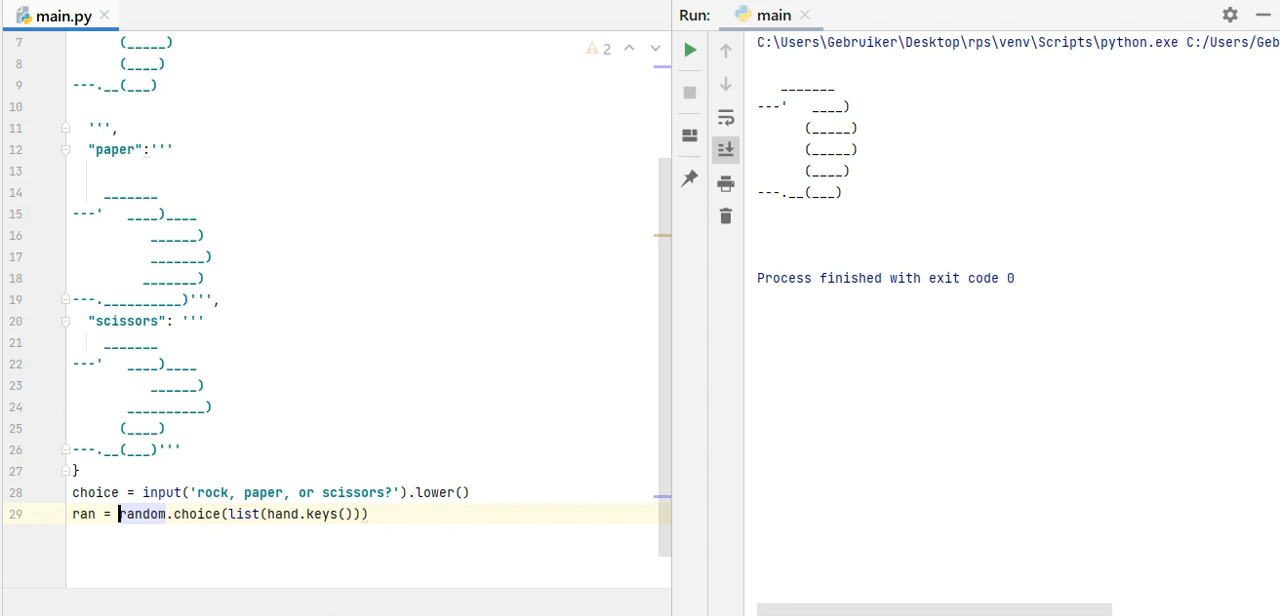 main.py
Run: main
2
7 (_____)
8 (____)
9 ---.__(___)
10
11 ''',
12 "paper":'''
13
14 _______
15 ---'   ____)____
16 ______)
17 _______)
18 _______)
19 ---.__________)''',
20 "scissors": '''
21 _______
22 ---'   ____)____
23 ______)
24 __________)
25 (____)
26 ---.__(___)'''
27 }
28 choice = input('rock, paper, or scissors?').lower()
29 ran = random.choice(list(hand.keys()))
C:\Users\Gebruiker\Desktop\rps\venv\Scripts\python.exe C:/Users/Geb
_______
---'   ____)
(_____)
(_____)
(____)
---.__(___)
Process finished with exit code 0